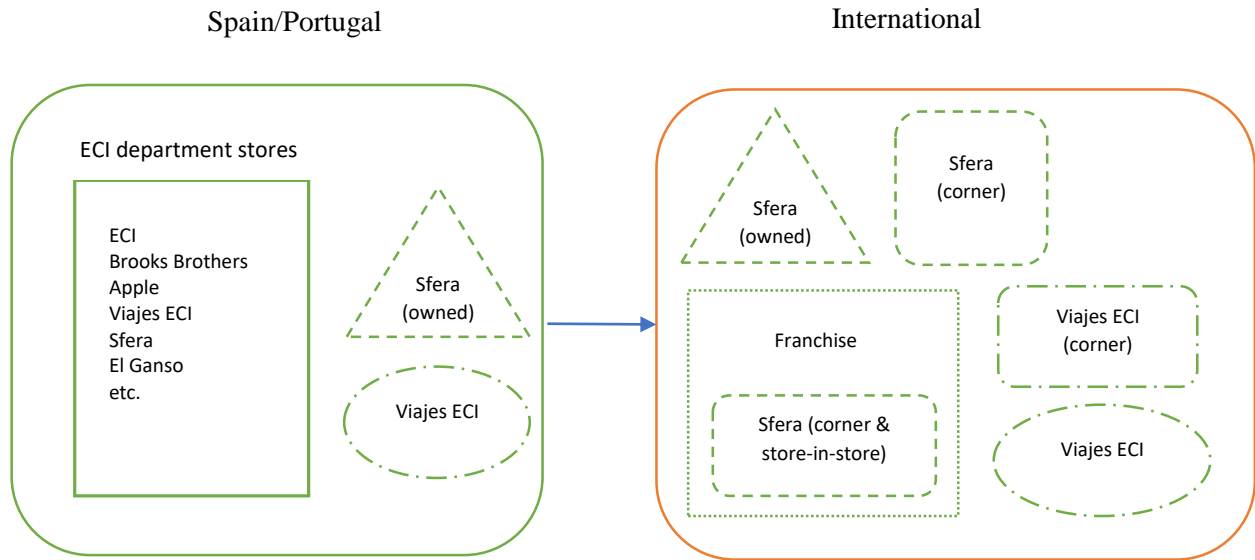 Spain/Portugal
International
ECI department stores
ECI
Brooks Brothers
Apple
Viajes ECI
Sfera
El Ganso
etc.
Sfera
(owned)
Viajes ECI
Sfera
(owned)
Sfera
(corner)
Franchise
Sfera (corner &
store-in-store)
Viajes ECI
(corner)
Viajes ECI